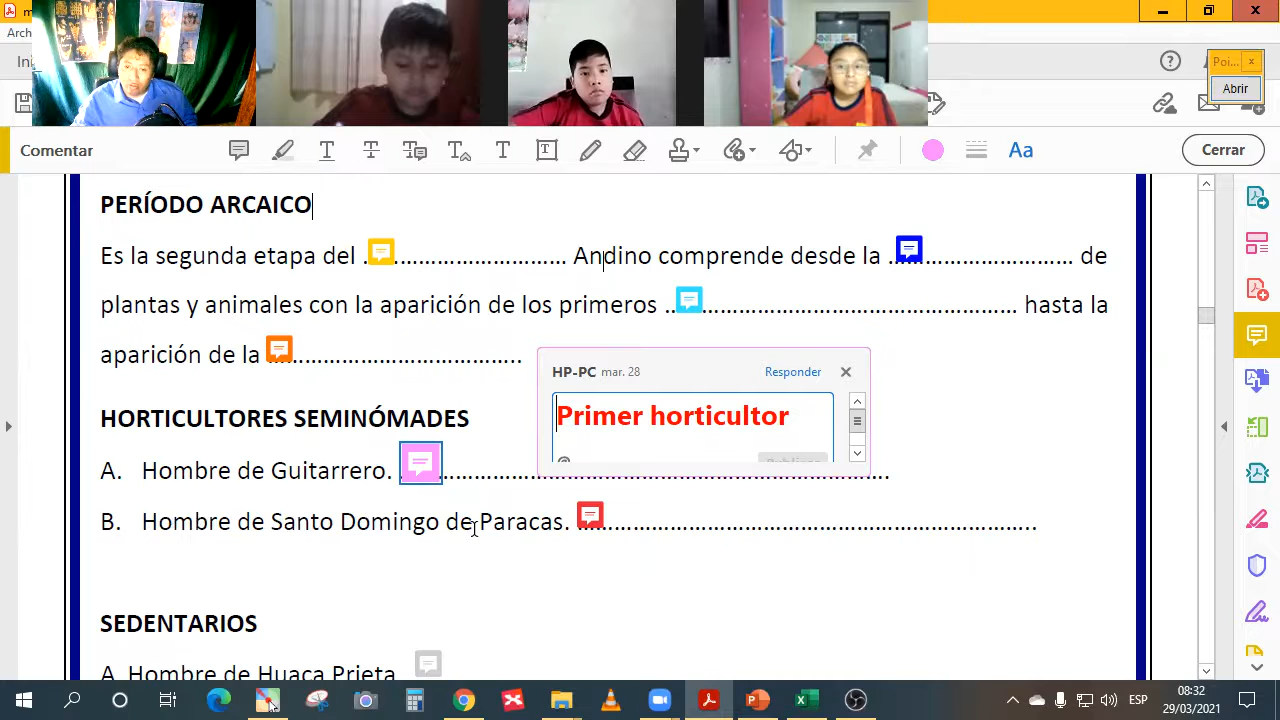 Arch
Ini
Poi... x
Abrir
Comentar
Aa
Cerrar
PERÍODO ARCAICO
Es la segunda etapa del .............................. Andino comprende desde la .............................. de
plantas y animales con la aparición de los primeros .................................................. hasta la
aparición de la ......................................
HP-PC mar. 28 Responder
Primer horticultor
HORTICULTORES SEMINÓMADES
A. Hombre de Guitarrero. ..............................................................................
B. Hombre de Santo Domingo de Paracas. ........................................................................
SEDENTARIOS
A. Hombre de Huaca Prieta
ESP
08:32
29/03/2021